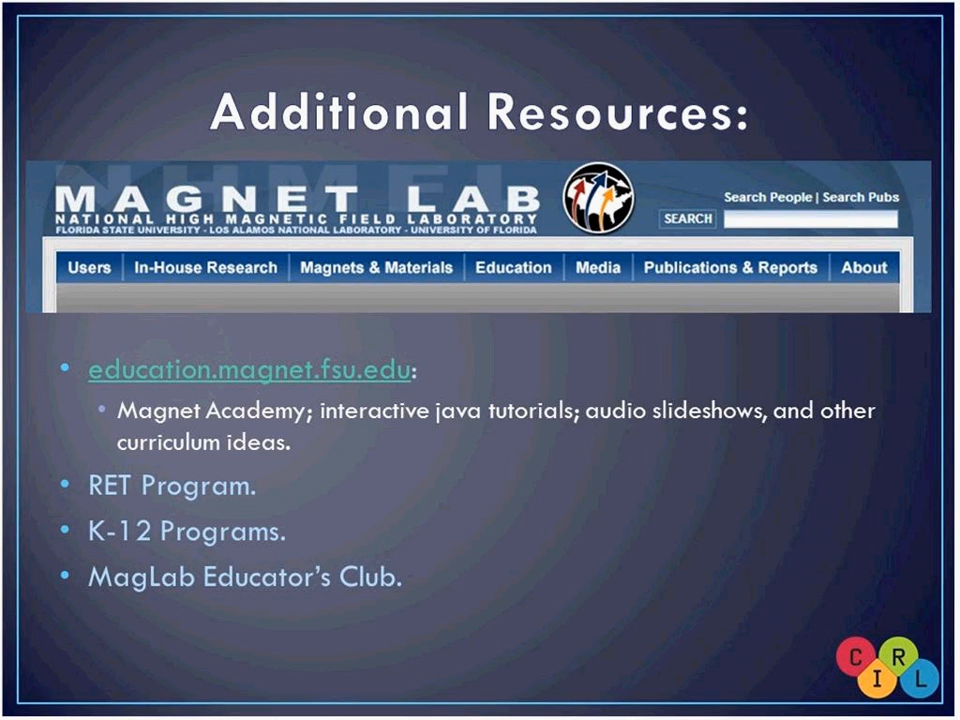 Additional Resources:
MAGNET LAB
NATIONAL HIGH MAGNETIC FIELD LABORATORY
FLORIDA STATE UNIVERSITY - LOS ALAMOS NATIONAL LABORATORY - UNIVERSITY OF FLORIDA
Search People | Search Pubs
SEARCH
Users In-House Research Magnets & Materials Education Media Publications & Reports About
• education.magnet.fsu.edu:
• Magnet Academy; interactive java tutorials; audio slideshows, and other
curriculum ideas.
• RET Program.
• K-12 Programs.
• MagLab Educator’s Club.
CIRL